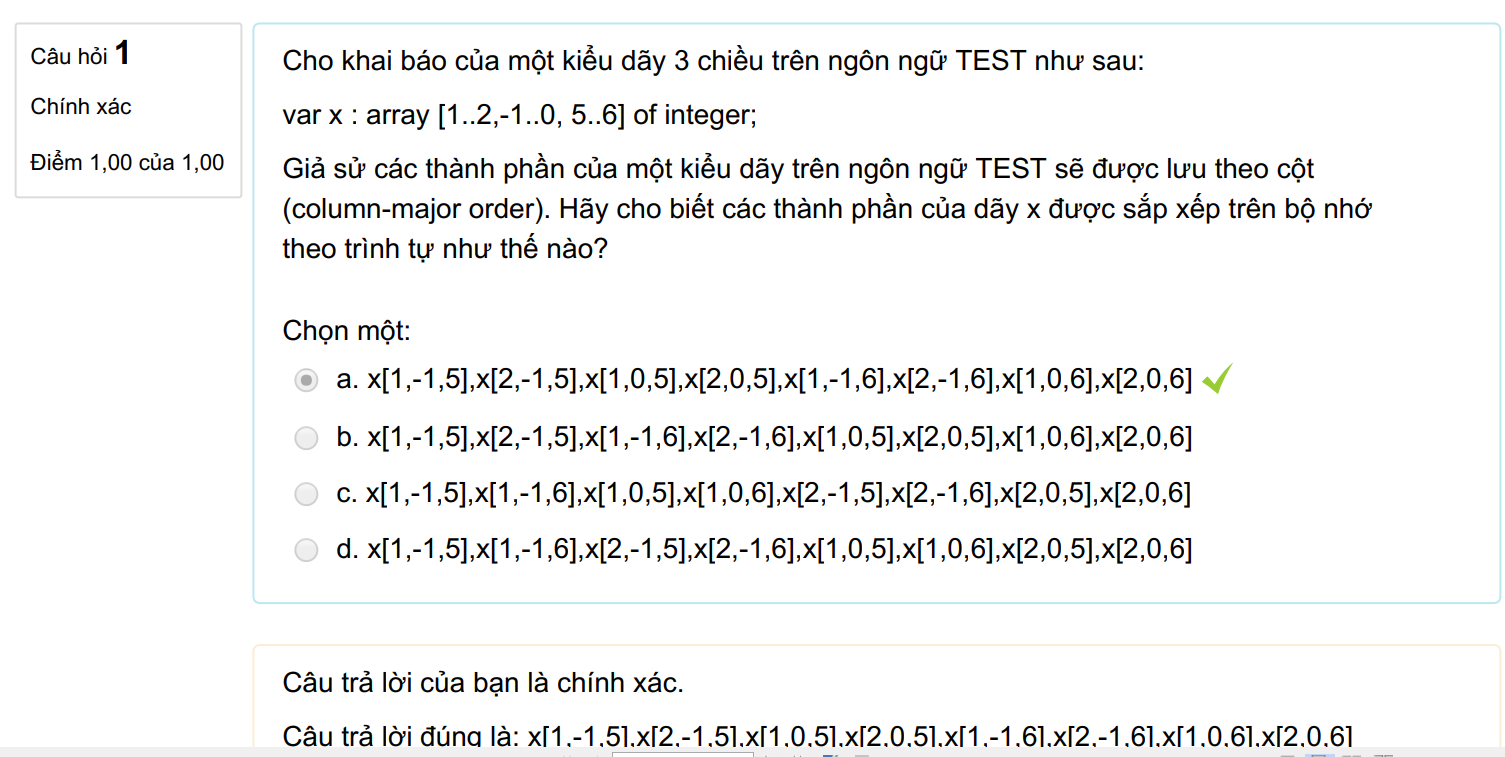 Câu hỏi 1
Chính xác
Điểm 1,00 của 1,00
Cho khai báo của một kiểu dãy 3 chiều trên ngôn ngữ TEST như sau:
var x : array [1..2,-1..0, 5..6] of integer;
Giả sử các thành phần của một kiểu dãy trên ngôn ngữ TEST sẽ được lưu theo cột
(column-major order). Hãy cho biết các thành phần của dãy x được sắp xếp trên bộ nhớ
theo trình tự như thế nào?
Chọn một:
a. x[1,-1,5],x[2,-1,5],x[1,0,5],x[2,0,5],x[1,-1,6],x[2,-1,6],x[1,0,6],x[2,0,6]
b. x[1,-1,5],x[2,-1,5],x[1,-1,6],x[2,-1,6],x[1,0,5],x[2,0,5],x[1,0,6],x[2,0,6]
c. x[1,-1,5],x[1,-1,6],x[1,0,5],x[1,0,6],x[2,-1,5],x[2,-1,6],x[2,0,5],x[2,0,6]
d. x[1,-1,5],x[1,-1,6],x[2,-1,5],x[2,-1,6],x[1,0,5],x[1,0,6],x[2,0,5],x[2,0,6]
Câu trả lời của bạn là chính xác.
Câu trả lời đúng là: x[1,-1,5],x[2,-1,5],x[1,0,5],x[2,0,5],x[1,-1,6],x[2,-1,6],x[1,0,6],x[2,0,6]